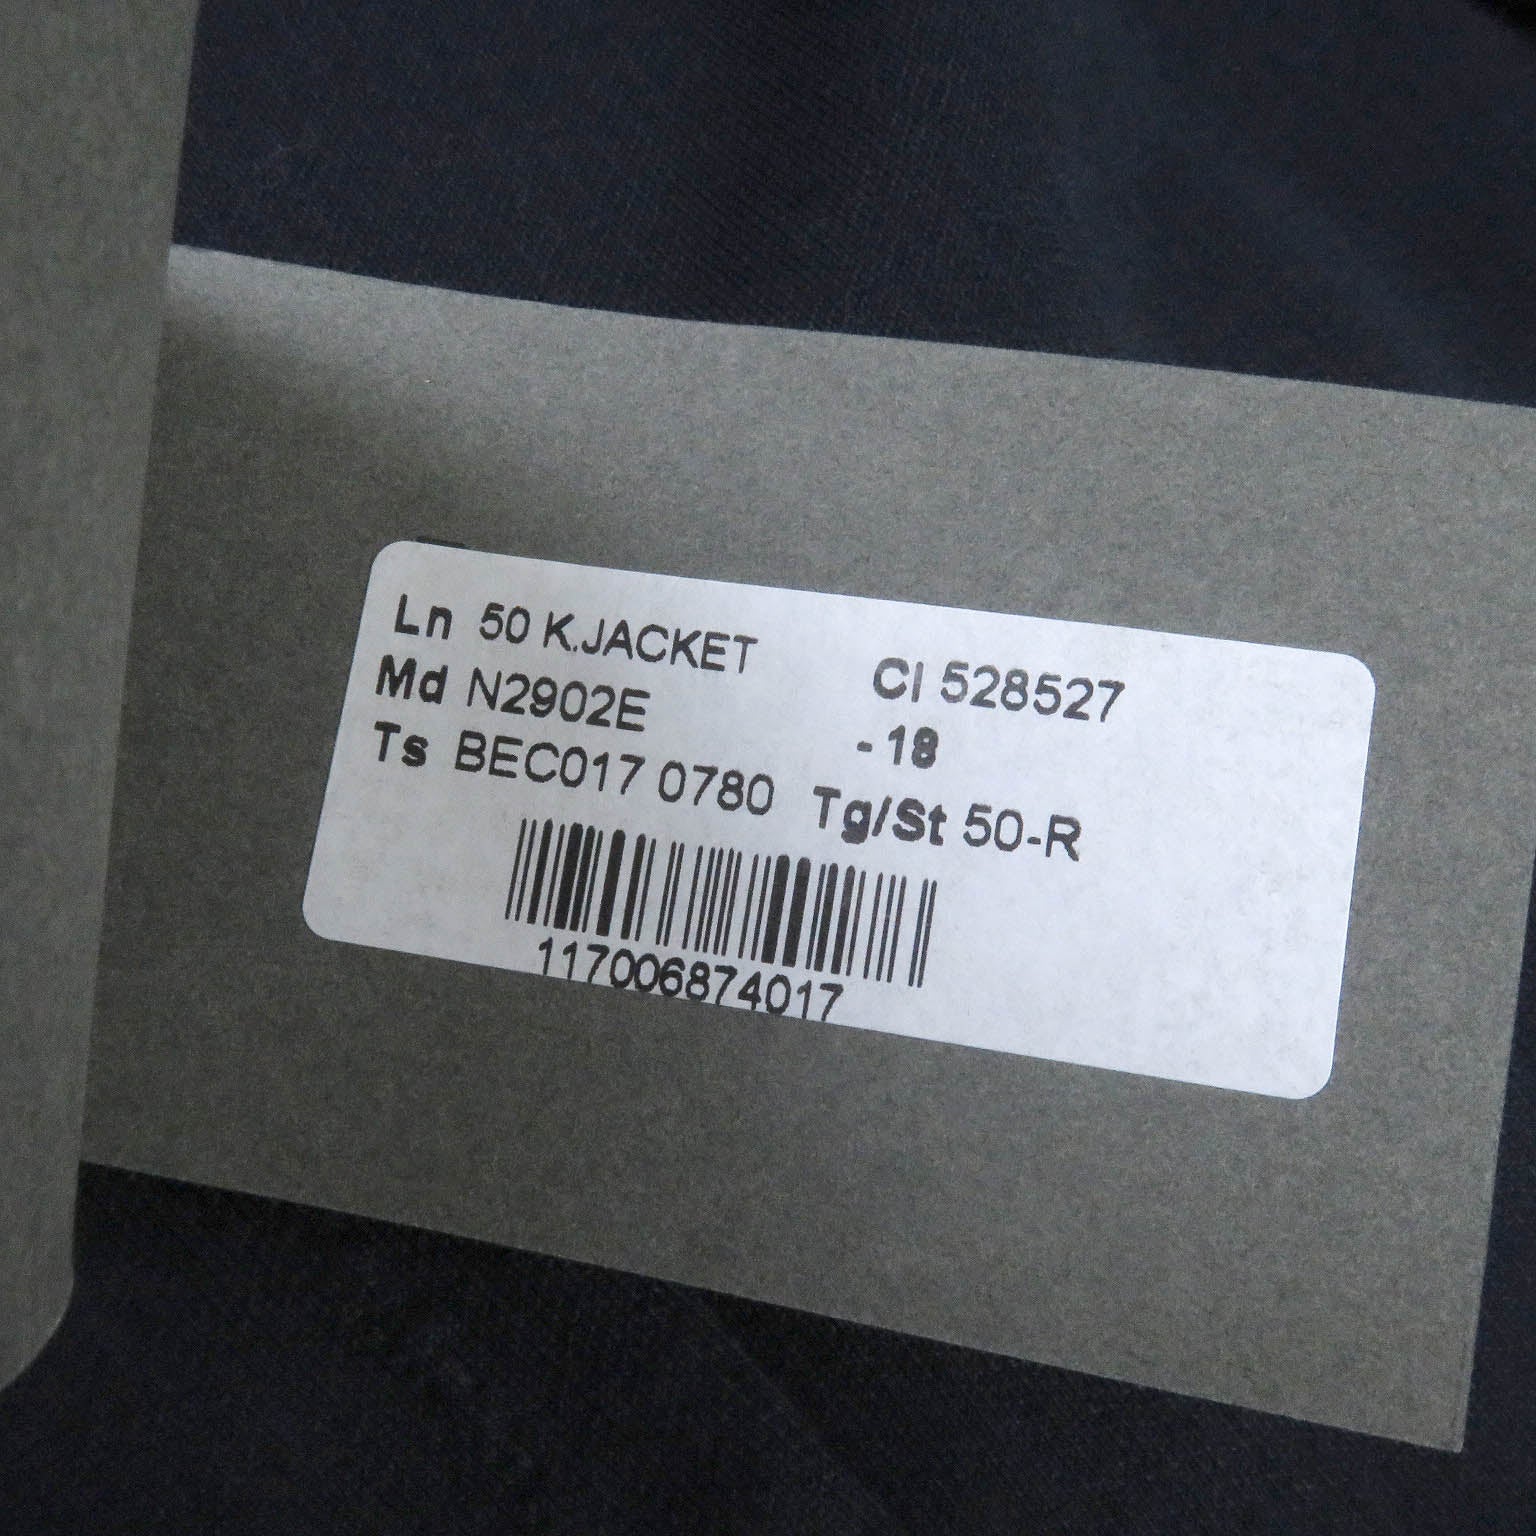 Ln 50 K.JACKET
Cl 528527
Md N2902E
- 18
Ts BEC017 0780
Tg/St 50-R
117006874017